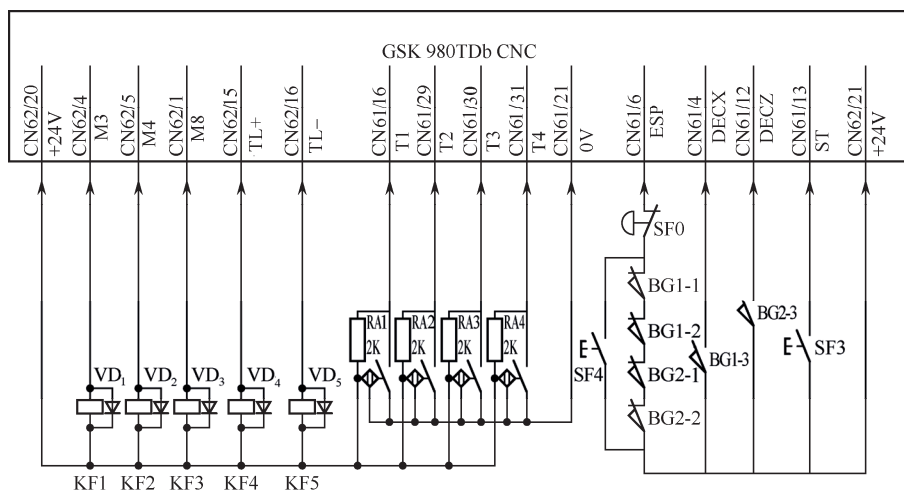 GSK 980TDb CNC
CN62/20
+24V
CN62/4
M3
CN62/5
M4
CN62/1
M8
CN62/15
TL+
CN62/16
TL−
CN61/16
T1
CN61/29
T2
CN61/30
T3
CN61/31
T4
CN61/21
0V
CN61/6
ESP
CN61/4
DECX
CN61/12
DECZ
CN61/13
ST
CN62/21
+24V
SF0
BG1-1
BG2-3
RA1
RA2
RA3
RA4
2K
2K
2K
2K
BG1-2
SF3
BG1-3
SF4
BG2-1
VD1
VD2
VD3
VD4
VD5
BG2-2
KF1
KF2
KF3
KF4
KF5